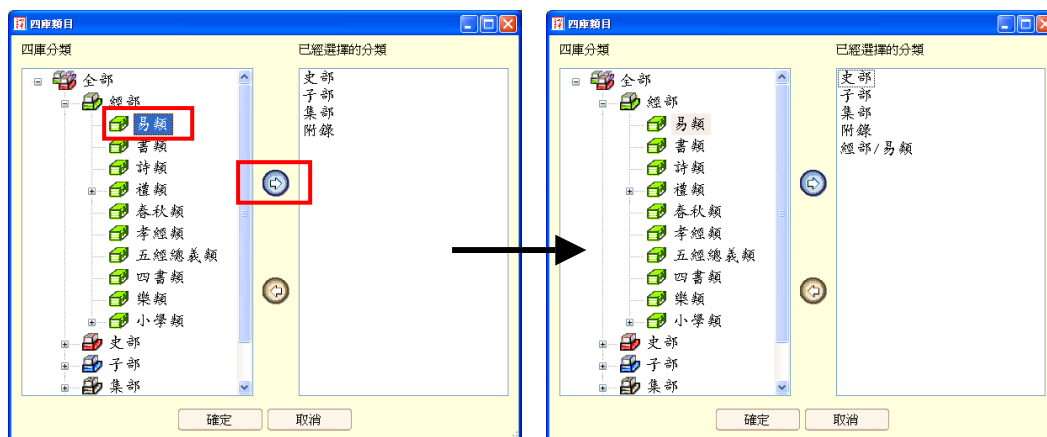 四庫類目
四庫分類
已經選擇的分類
全部
經部
易類
書類
詩類
禮類
春秋類
孝經類
五經總義類
四書類
樂類
小學類
史部
子部
集部
史部
子部
集部
附錄
確定
取消
四庫類目
四庫分類
已經選擇的分類
全部
經部
易類
書類
詩類
禮類
春秋類
孝經類
五經總義類
四書類
樂類
小學類
史部
子部
集部
史部
子部
集部
附錄
經部/易類
確定
取消